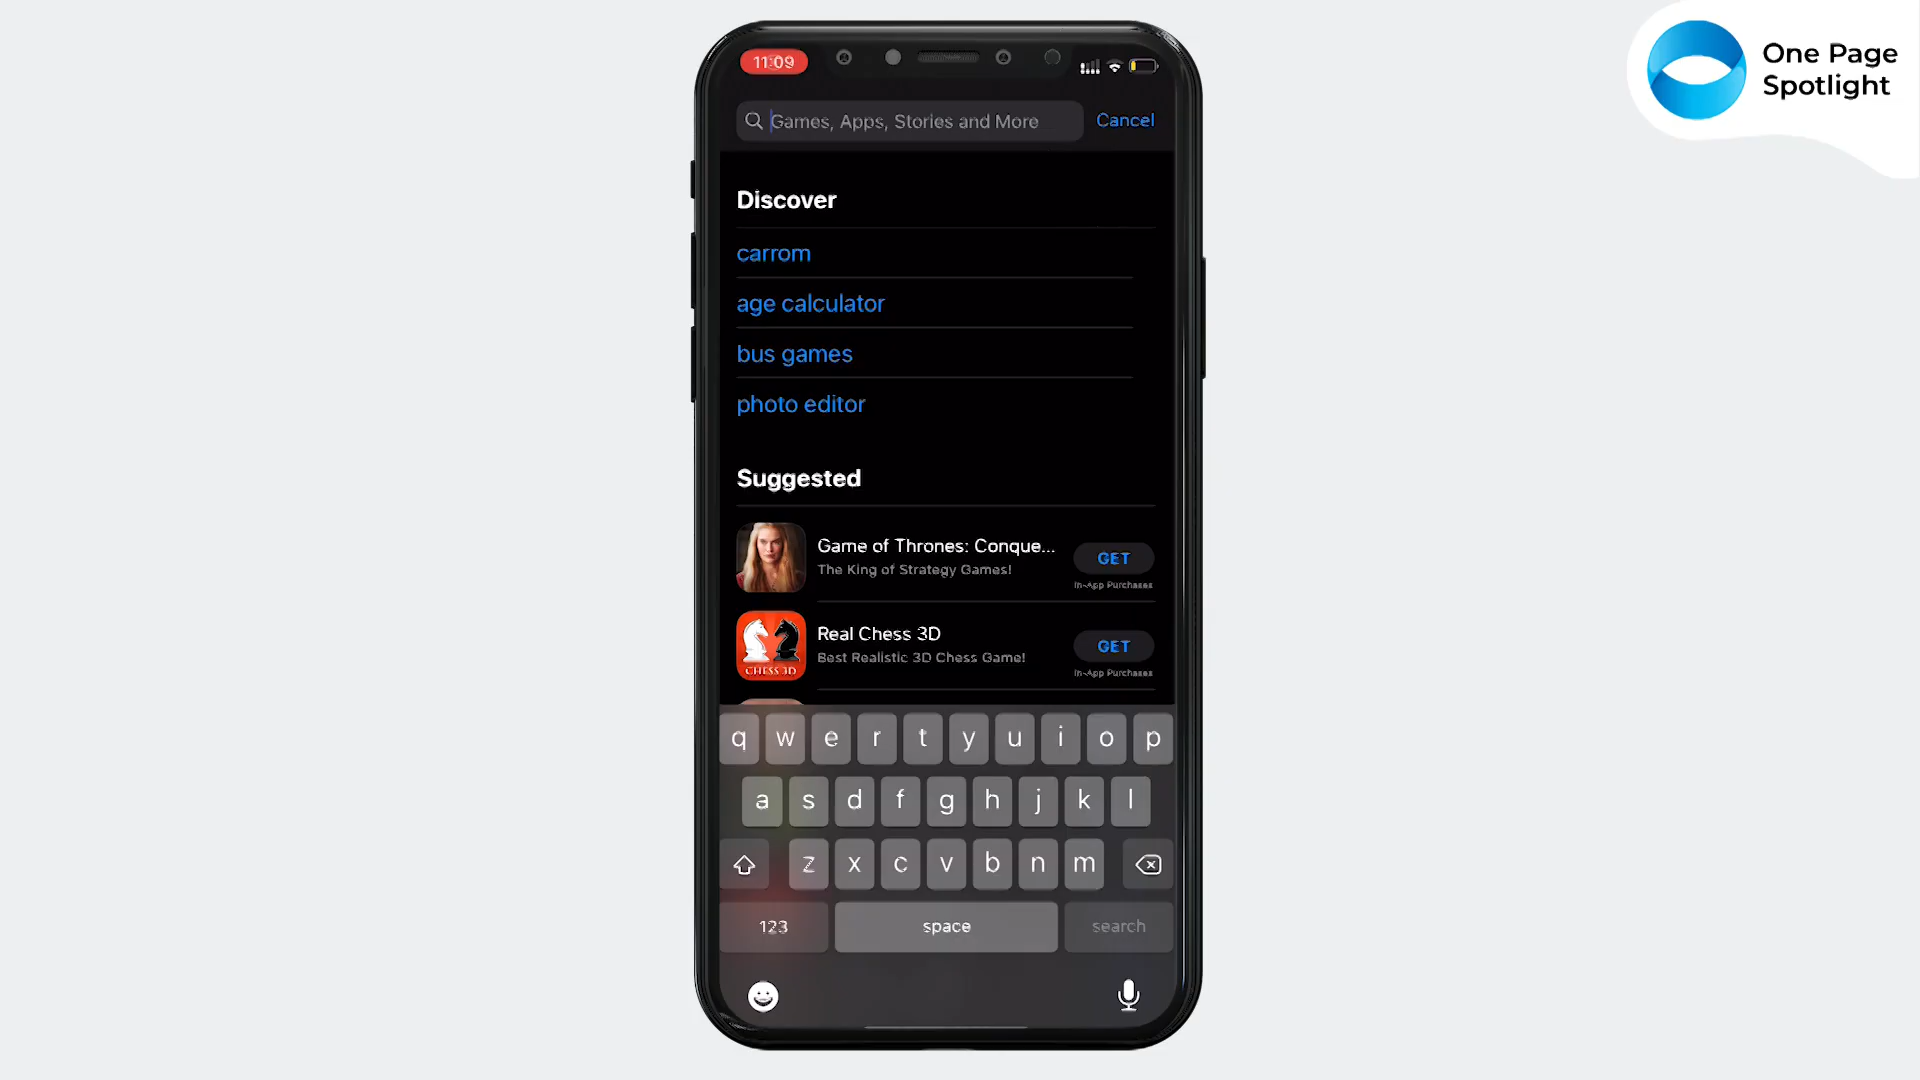 One Page
Spotlight
11:09
Games, Apps, Stories and More
Cancel
Discover
carrom
age calculator
bus games
photo editor
Suggested
Game of Thrones: Conque...
The King of Strategy Games!
GET
In-App Purchases
CHESS 3D
Real Chess 3D
Best Realistic 3D Chess Game!
GET
In-App Purchases
q w e r t y u i o p
a s d f g h j k l
z x c v b n m
123 space search